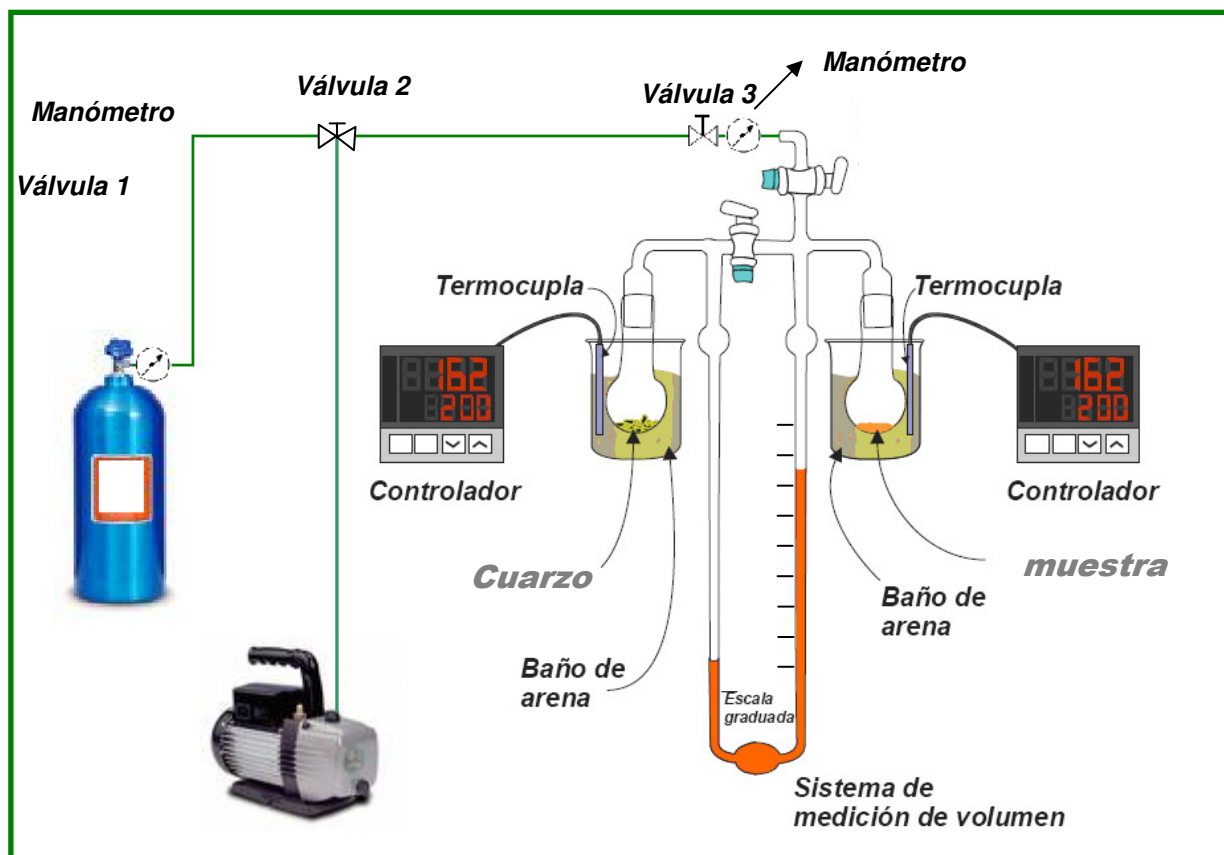 Manómetro
Válvula 2
Válvula 3
Manómetro
Válvula 1
Termocupla
Termocupla
162
200
162
200
Controlador
Controlador
Cuarzo
muestra
Baño de
arena
Baño de
arena
Escala
graduada
Sistema de
medición de volumen